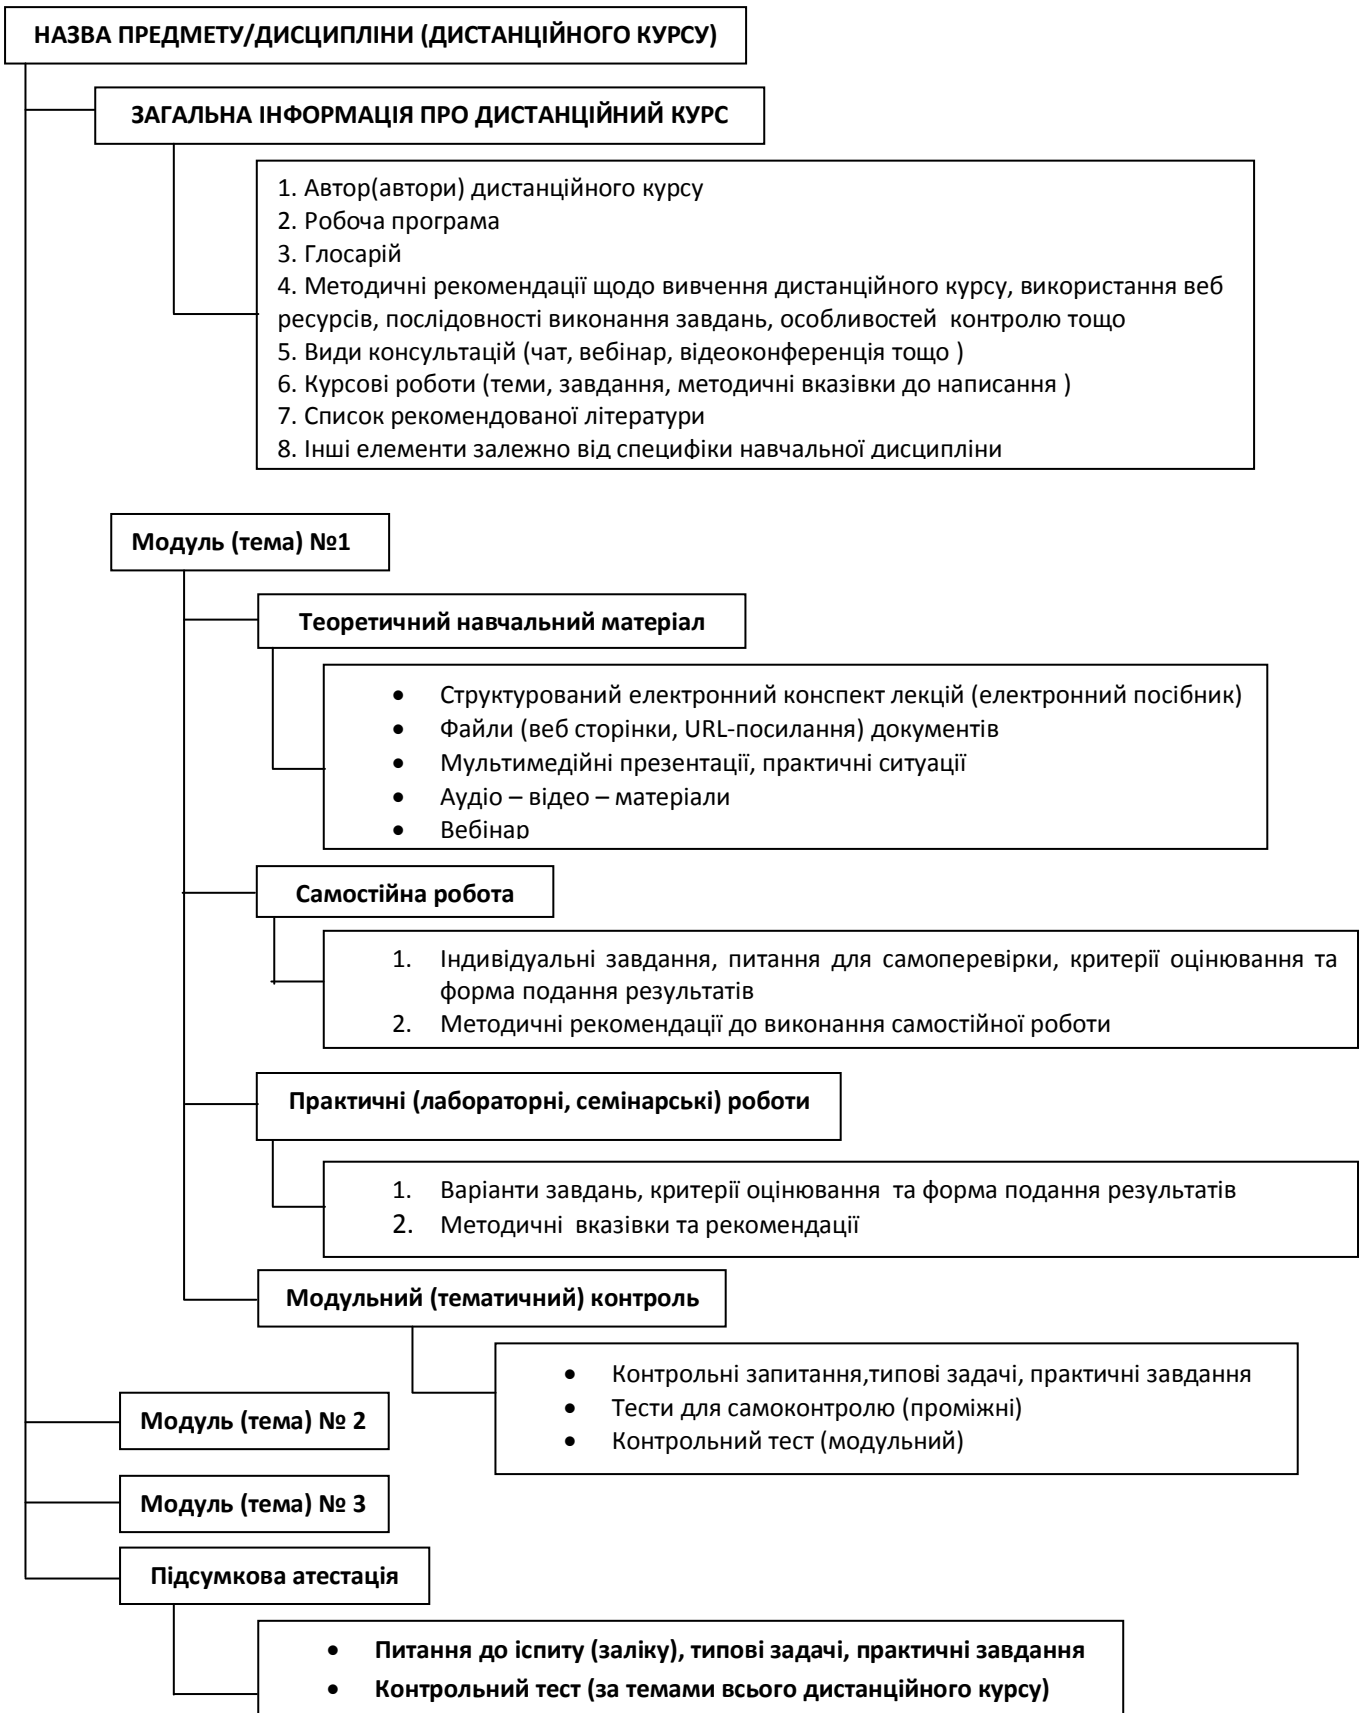 НАЗВА ПРЕДМЕТУ/ДИСЦИПЛІНИ (ДИСТАНЦІЙНОГО КУРСУ)
ЗАГАЛЬНА ІНФОРМАЦІЯ ПРО ДИСТАНЦІЙНИЙ КУРС
1. Автор(автори) дистанційного курсу
2. Робоча програма
3. Глосарій
4. Методичні рекомендації щодо вивчення дистанційного курсу, використання веб
ресурсів, послідовності виконання завдань, особливостей контролю тощо
5. Види консультацій (чат, вебінар, відеоконференція тощо )
6. Курсові роботи (теми, завдання, методичні вказівки до написання )
7. Список рекомендованої літератури
8. Інші елементи залежно від специфіки навчальної дисципліни
Модуль (тема) №1
Теоретичний навчальний матеріал
• Структурований електронний конспект лекцій (електронний посібник)
• Файли (веб сторінки, URL-посилання) документів
• Мультимедійні презентації, практичні ситуації
• Аудіо – відео – матеріали
• Вебінар
Самостійна робота
1. Індивідуальні завдання, питання для самоперевірки, критерії оцінювання та
форма подання результатів
2. Методичні рекомендації до виконання самостійної роботи
Практичні (лабораторні, семінарські) роботи
1. Варіанти завдань, критерії оцінювання та форма подання результатів
2. Методичні вказівки та рекомендації
Модульний (тематичний) контроль
• Контрольні запитання,типові задачі, практичні завдання
• Тести для самоконтролю (проміжні)
• Контрольний тест (модульний)
Модуль (тема) № 2
Модуль (тема) № 3
Підсумкова атестація
• Питання до іспиту (заліку), типові задачі, практичні завдання
• Контрольний тест (за темами всього дистанційного курсу)